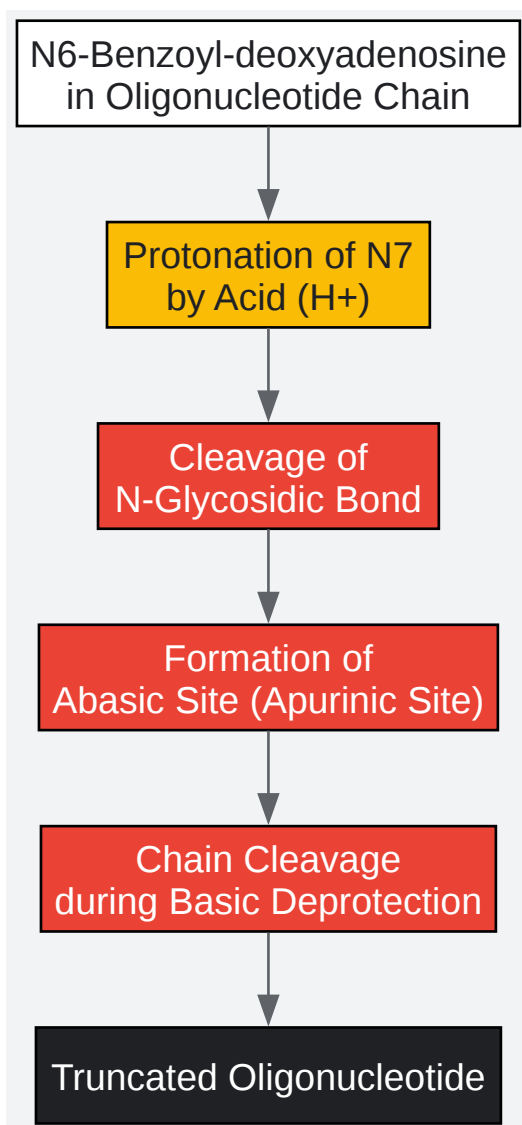 N6-Benzoyl-deoxyadenosine
in Oligonucleotide Chain
Protonation of N7
by Acid (H+)
Cleavage of
N-Glycosidic Bond
Formation of
Abasic Site (Apurinic Site)
Chain Cleavage
during Basic Deprotection
Truncated Oligonucleotide